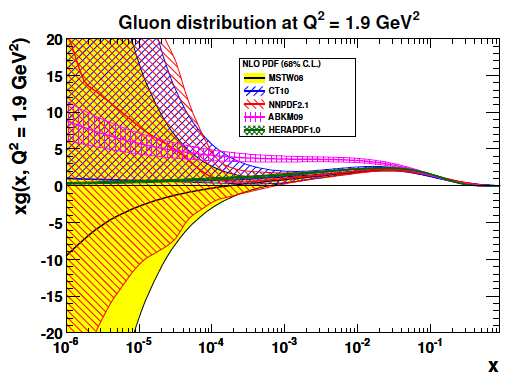 Gluon distribution at Q² = 1.9 GeV²
xg(x, Q² = 1.9 GeV²)
20
15
10
5
0
-5
-10
-15
-20
NLO PDF (68% C.L.)
MSTW08
CT10
NNPDF2.1
ABKM09
HERAPDF1.0
10⁻⁶ 10⁻⁵ 10⁻⁴ 10⁻³ 10⁻² 10⁻¹
x